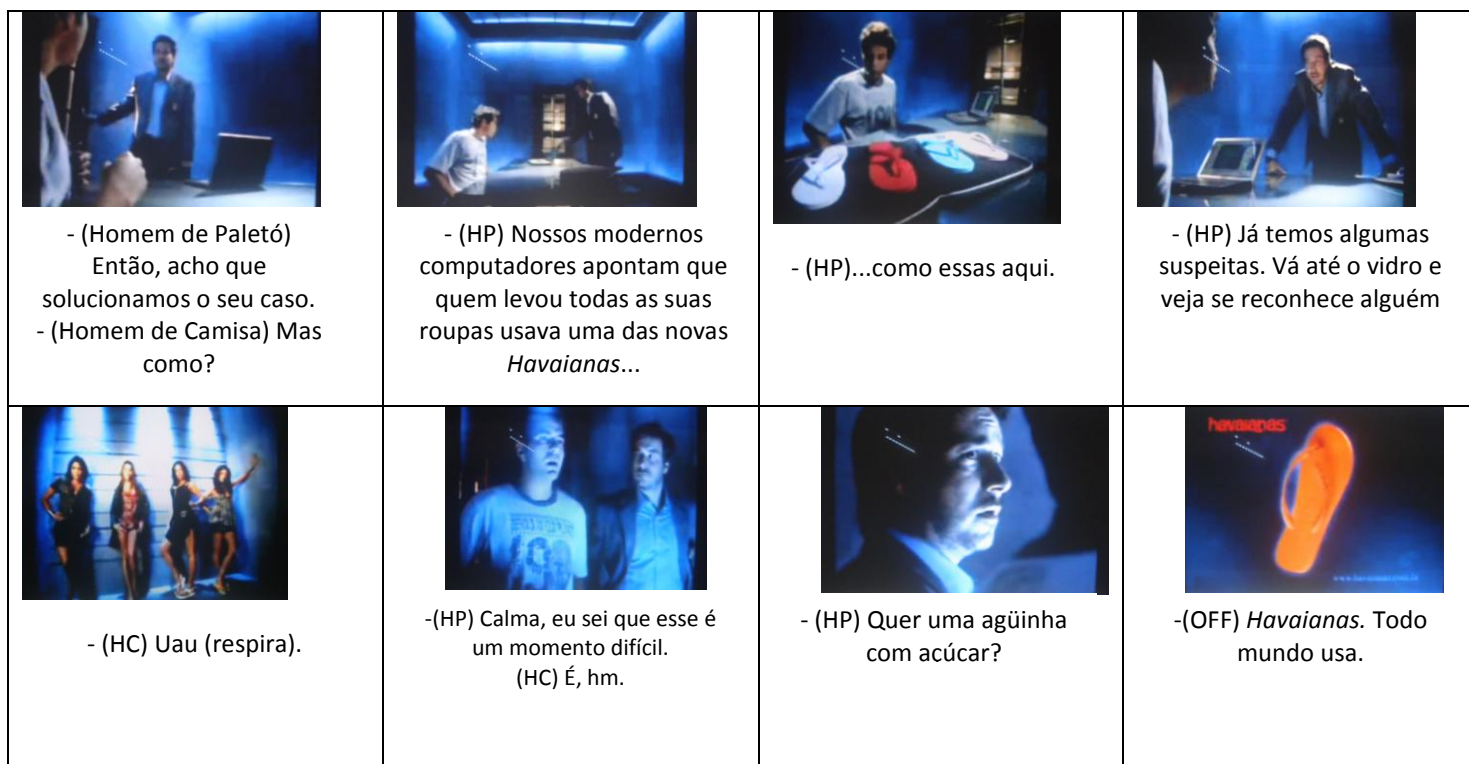 - (Homem de Paletó)
Então, acho que
solucionamos o seu caso.
- (Homem de Camisa) Mas
como?
- (HP) Nossos modernos
computadores apontam que
quem levou todas as suas
roupas usava uma das novas
Havaianas...
- (HP)...como essas aqui.
- (HP) Já temos algumas
suspeitas. Vá até o vidro e
veja se reconhece alguém
- (HC) Uau (respira).
-(HP) Calma, eu sei que esse é
um momento difícil.
(HC) É, hm.
- (HP) Quer uma agüinha
com acúcar?
havaianas
-(OFF) Havaianas. Todo
mundo usa.